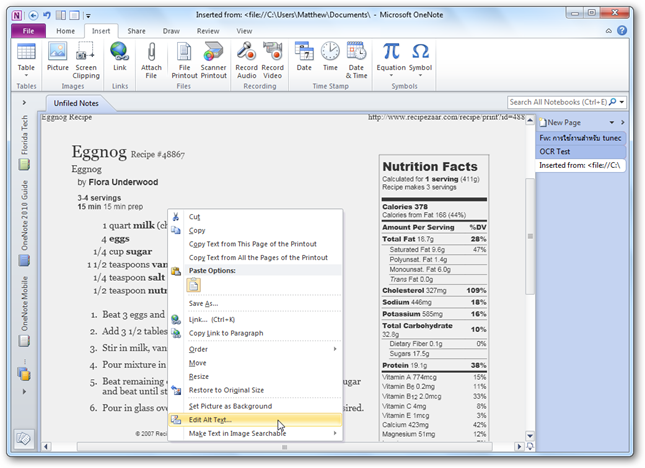 Inserted from: <file://C:\Users\Matthew\Documents\ - Microsoft OneNote
File
Home
Insert
Share
Draw
Review
View
Table
Picture
Screen Clipping
Link
Attach File
File Printout
Scanner Printout
Record Audio
Record Video
Date
Time
Date & Time
Equation
Symbol
Tables
Images
Links
Files
Recording
Time Stamp
Symbols
Unfiled Notes
Search All Notebooks (Ctrl+E)
New Page
Fw: การใช้งานสำหรับ tunec
OCR Test
Inserted from: <file://C:\
Florida Tech
OneNote 2010 Guide
OneNote Mobile
Eggnog Recipe
http://www.recipezaar.com/recipe/print?id=488
Eggnog Recipe #48867
Eggnog
by Flora Underwood
3-4 servings
15 min 15 min prep
1 quart milk (ch
4 eggs
1/4 cup sugar
1 1/2 teaspoons van
1/4 teaspoon salt
1/2 teaspoon nutr
1. Beat 3 eggs and
2. Add 3 1/2 tables
3. Stir in milk, van
4. Pour mixture in
5. Beat remaining sugar
and beat until st
6. Pour in glass ove ired.
© 2007 Rec
Cut
Copy
Copy Text from This Page of the Printout
Copy Text from All the Pages of the Printout
Paste Options:
Save As...
Link... (Ctrl+K)
Copy Link to Paragraph
Order
Move
Resize
Restore to Original Size
Set Picture as Background
Edit Alt Text...
Make Text in Image Searchable
Nutrition Facts
Calculated for 1 serving (411g)
Recipe makes 3 servings
Calories 378
Calories from Fat 168 (44%)
Amount Per Serving %DV
Total Fat 18.7g 28%
Saturated Fat 9.6g 47%
Polyunsat. Fat 1.4g
Monounsat. Fat 6.0g
Trans Fat 0.0g
Cholesterol 327mg 109%
Sodium 446mg 18%
Potassium 585mg 16%
Total Carbohydrate 32.8g 10%
Dietary Fiber 0.1g 0%
Sugars 17.5g
Protein 19.1g 38%
Vitamin A 774mcg 15%
Vitamin B6 0.2mg 11%
Vitamin B12 2.0mcg 33%
Vitamin C 4mg 8%
Vitamin E 1mcg 3%
Calcium 423mg 42%
Magnesium 51mg 12%